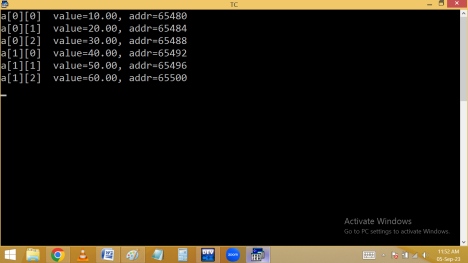 TC
a[0][0]  value=10.00, addr=65480
a[0][1]  value=20.00, addr=65484
a[0][2]  value=30.00, addr=65488
a[1][0]  value=40.00, addr=65492
a[1][1]  value=50.00, addr=65496
a[1][2]  value=60.00, addr=65500
Activate Windows
Go to PC settings to activate Windows.
11:52 AM
05-Sep-23